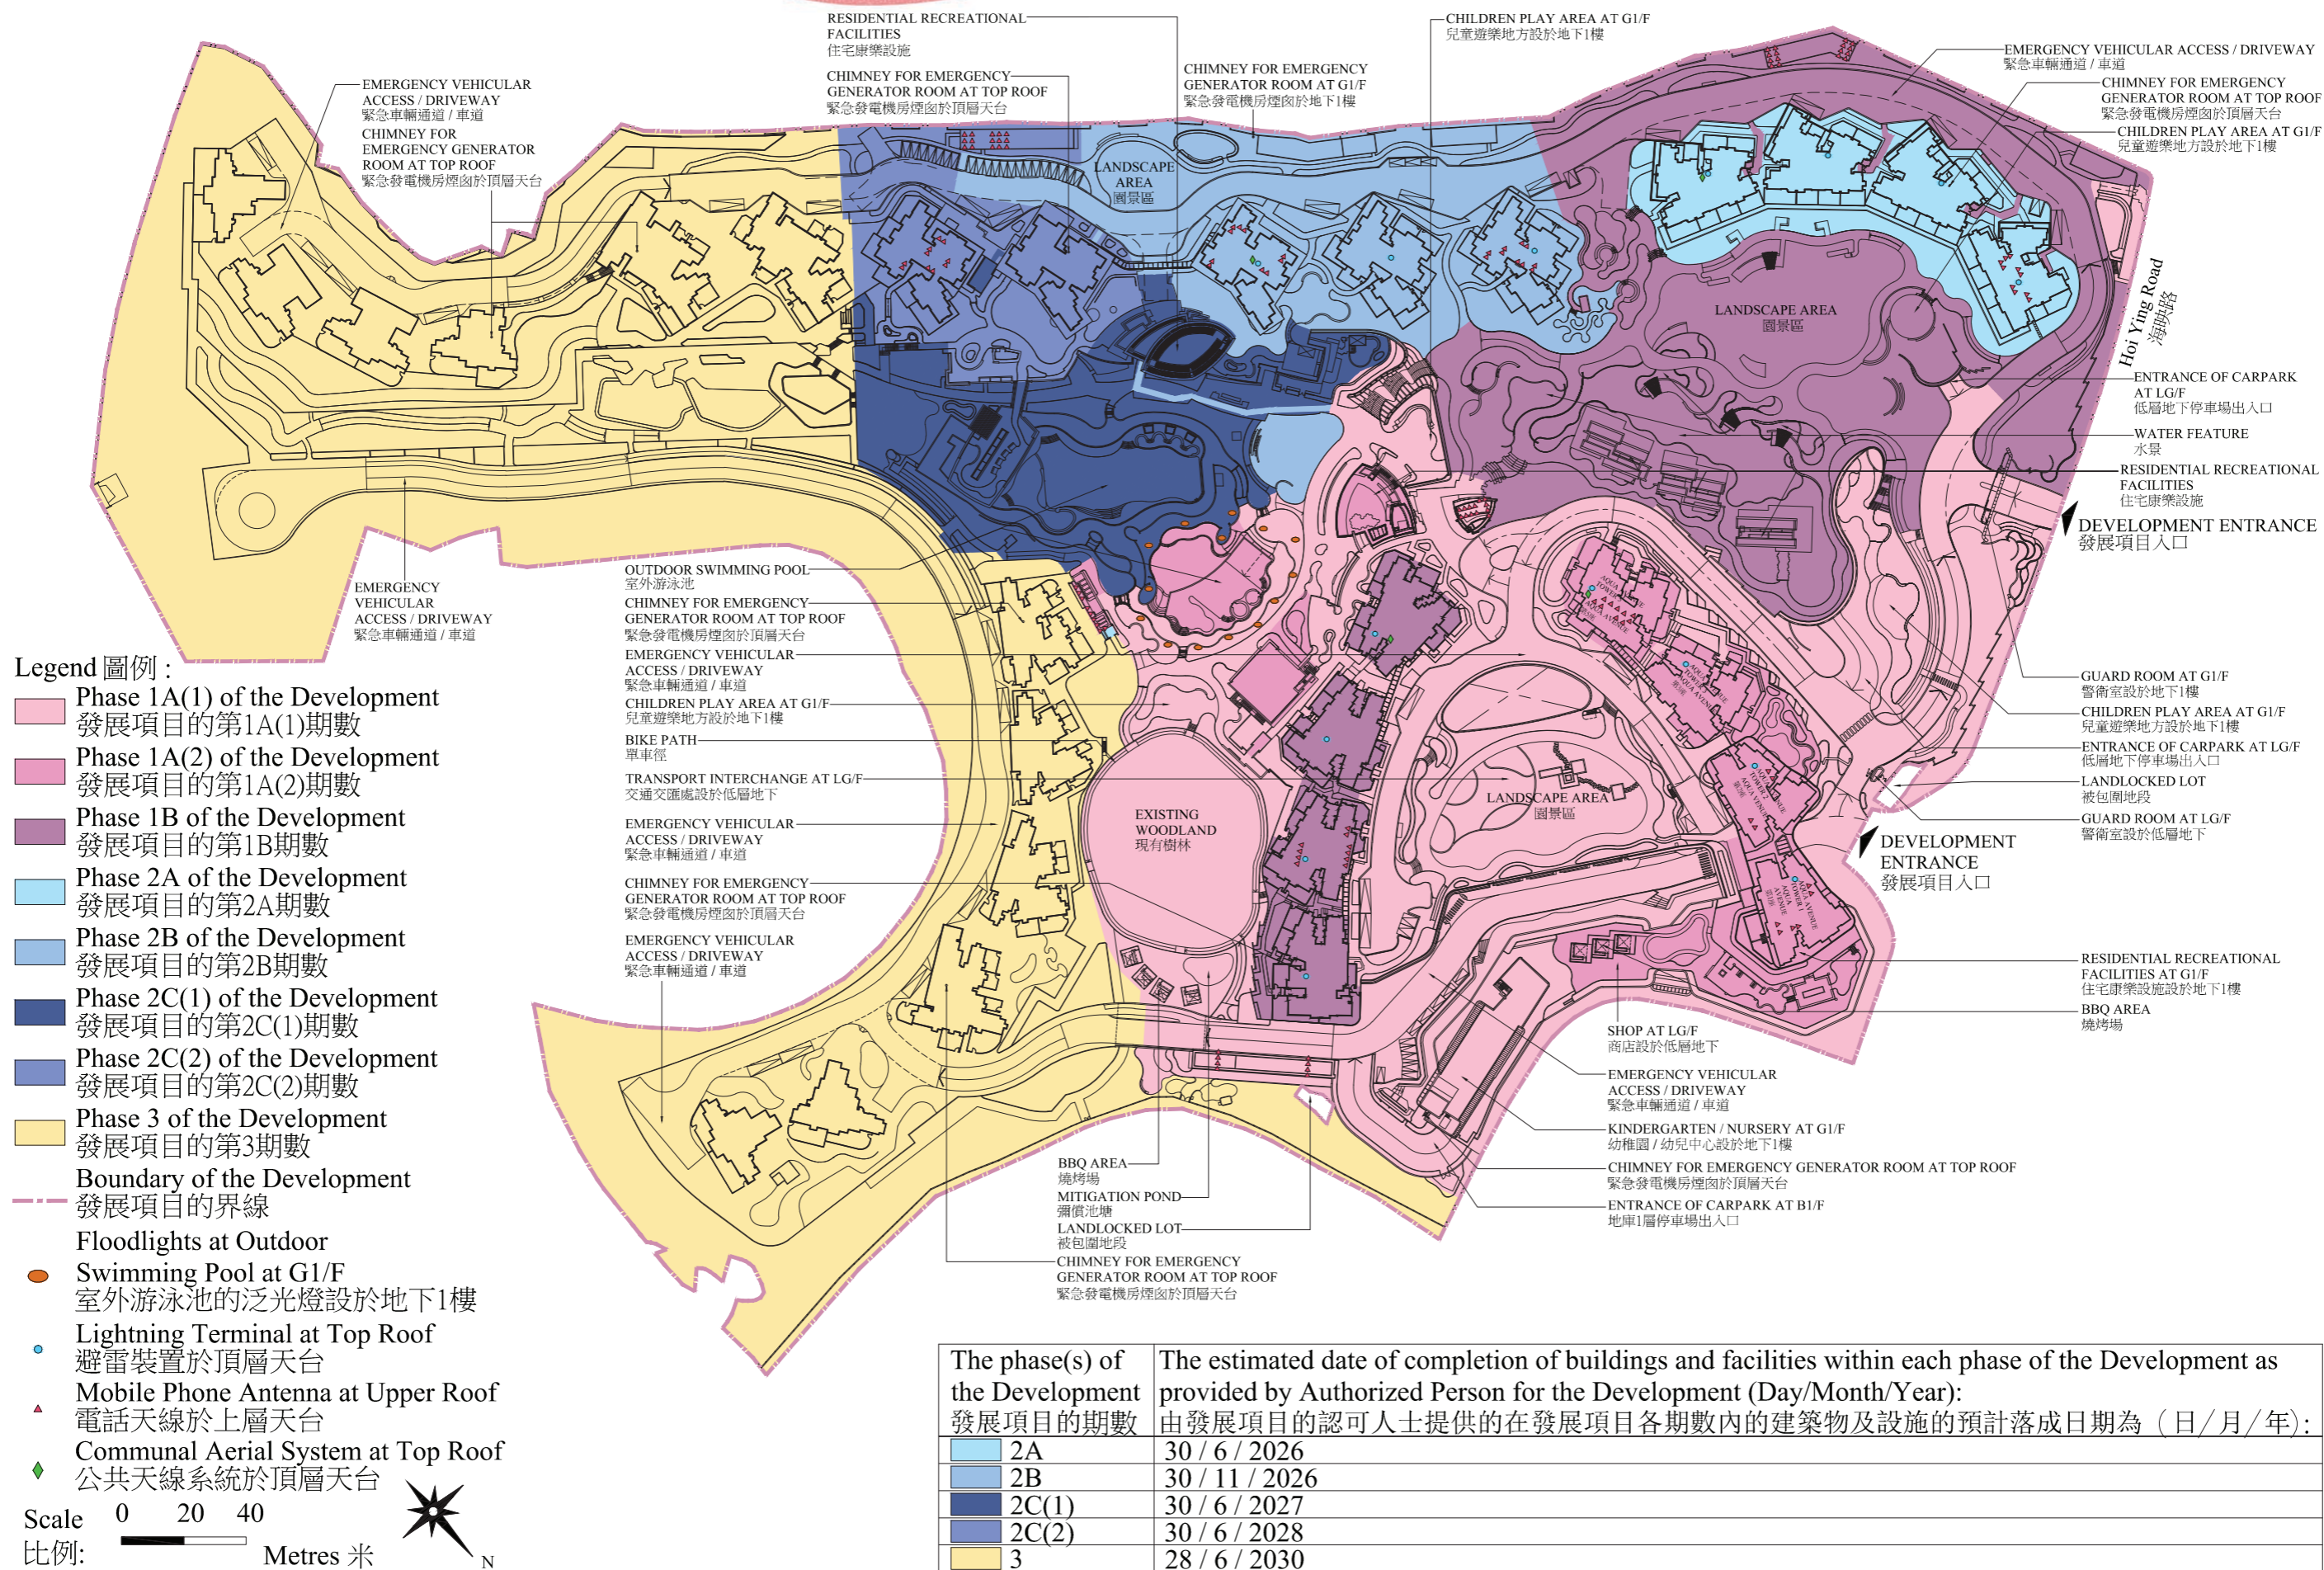 RESIDENTIAL RECREATIONAL
FACILITIES
住宅康樂設施
CHIMNEY FOR EMERGENCY
GENERATOR ROOM AT TOP ROOF
緊急發電機房煙囪於頂層天台
CHIMNEY FOR EMERGENCY
GENERATOR ROOM AT G1/F
緊急發電機房煙囪於地下1樓
CHILDREN PLAY AREA AT G1/F
兒童遊樂地方設於地下1樓
EMERGENCY VEHICULAR ACCESS / DRIVEWAY
緊急車輛通道 / 車道
CHIMNEY FOR EMERGENCY
GENERATOR ROOM AT TOP ROOF
緊急發電機房煙囪於頂層天台
CHILDREN PLAY AREA AT G1/F
兒童遊樂地方設於地下1樓
EMERGENCY VEHICULAR
ACCESS / DRIVEWAY
緊急車輛通道 / 車道
CHIMNEY FOR
EMERGENCY GENERATOR
ROOM AT TOP ROOF
緊急發電機房煙囪於頂層天台
LANDSCAPE
AREA
園景區
LANDSCAPE AREA
園景區
Hoi Ying Road
海映路
ENTRANCE OF CARPARK
AT LG/F
低層地下停車場出入口
WATER FEATURE
水景
RESIDENTIAL RECREATIONAL
FACILITIES
住宅康樂設施
DEVELOPMENT ENTRANCE
發展項目入口
EMERGENCY
VEHICULAR
ACCESS / DRIVEWAY
緊急車輛通道 / 車道
OUTDOOR SWIMMING POOL
室外游泳池
CHIMNEY FOR EMERGENCY
GENERATOR ROOM AT TOP ROOF
緊急發電機房煙囪於頂層天台
EMERGENCY VEHICULAR
ACCESS / DRIVEWAY
緊急車輛通道 / 車道
CHILDREN PLAY AREA AT G1/F
兒童遊樂地方設於地下1樓
BIKE PATH
單車徑
TRANSPORT INTERCHANGE AT LG/F
交通交匯處設於低層地下
EMERGENCY VEHICULAR
ACCESS / DRIVEWAY
緊急車輛通道 / 車道
CHIMNEY FOR EMERGENCY
GENERATOR ROOM AT TOP ROOF
緊急發電機房煙囪於頂層天台
EMERGENCY VEHICULAR
ACCESS / DRIVEWAY
緊急車輛通道 / 車道
EXISTING
WOODLAND
現有樹林
LANDSCAPE AREA
園景區
AQUA AVENUE
AQUA AVENUE
AQUA AVENUE
TOWER 1
AQUA
AVENUE
GUARD ROOM AT G1/F
警衛室設於地下1樓
CHILDREN PLAY AREA AT G1/F
兒童遊樂地方設於地下1樓
ENTRANCE OF CARPARK AT LG/F
低層地下停車場出入口
LANDLOCKED LOT
被包圍地段
GUARD ROOM AT LG/F
警衛室設於低層地下
DEVELOPMENT
ENTRANCE
發展項目入口
RESIDENTIAL RECREATIONAL
FACILITIES AT G1/F
住宅康樂設施設於地下1樓
BBQ AREA
燒烤場
SHOP AT LG/F
商店設於低層地下
EMERGENCY VEHICULAR
ACCESS / DRIVEWAY
緊急車輛通道 / 車道
KINDERGARTEN / NURSERY AT G1/F
幼稚園 / 幼兒中心設於地下1樓
CHIMNEY FOR EMERGENCY GENERATOR ROOM AT TOP ROOF
緊急發電機房煙囪於頂層天台
ENTRANCE OF CARPARK AT B1/F
地庫1層停車場出入口
BBQ AREA
燒烤場
MITIGATION POND
彌償池塘
LANDLOCKED LOT
被包圍地段
CHIMNEY FOR EMERGENCY
GENERATOR ROOM AT TOP ROOF
緊急發電機房煙囪於頂層天台
Legend 圖例 :
Phase 1A(1) of the Development
發展項目的第1A(1)期數
Phase 1A(2) of the Development
發展項目的第1A(2)期數
Phase 1B of the Development
發展項目的第1B期數
Phase 2A of the Development
發展項目的第2A期數
Phase 2B of the Development
發展項目的第2B期數
Phase 2C(1) of the Development
發展項目的第2C(1)期數
Phase 2C(2) of the Development
發展項目的第2C(2)期數
Phase 3 of the Development
發展項目的第3期數
Boundary of the Development
發展項目的界線
Floodlights at Outdoor
Swimming Pool at G1/F
室外游泳池的泛光燈設於地下1樓
Lightning Terminal at Top Roof
避雷裝置於頂層天台
Mobile Phone Antenna at Upper Roof
電話天線於上層天台
Communal Aerial System at Top Roof
公共天線系統於頂層天台
Scale 0 20 40
比例: Metres 米
N
The phase(s) of
the Development
發展項目的期數
The estimated date of completion of buildings and facilities within each phase of the Development as
provided by Authorized Person for the Development (Day/Month/Year):
由發展項目的認可人士提供的在發展項目各期數內的建築物及設施的預計落成日期為（日/月/年）:
2A 30 / 6 / 2026
2B 30 / 11 / 2026
2C(1) 30 / 6 / 2027
2C(2) 30 / 6 / 2028
3 28 / 6 / 2030